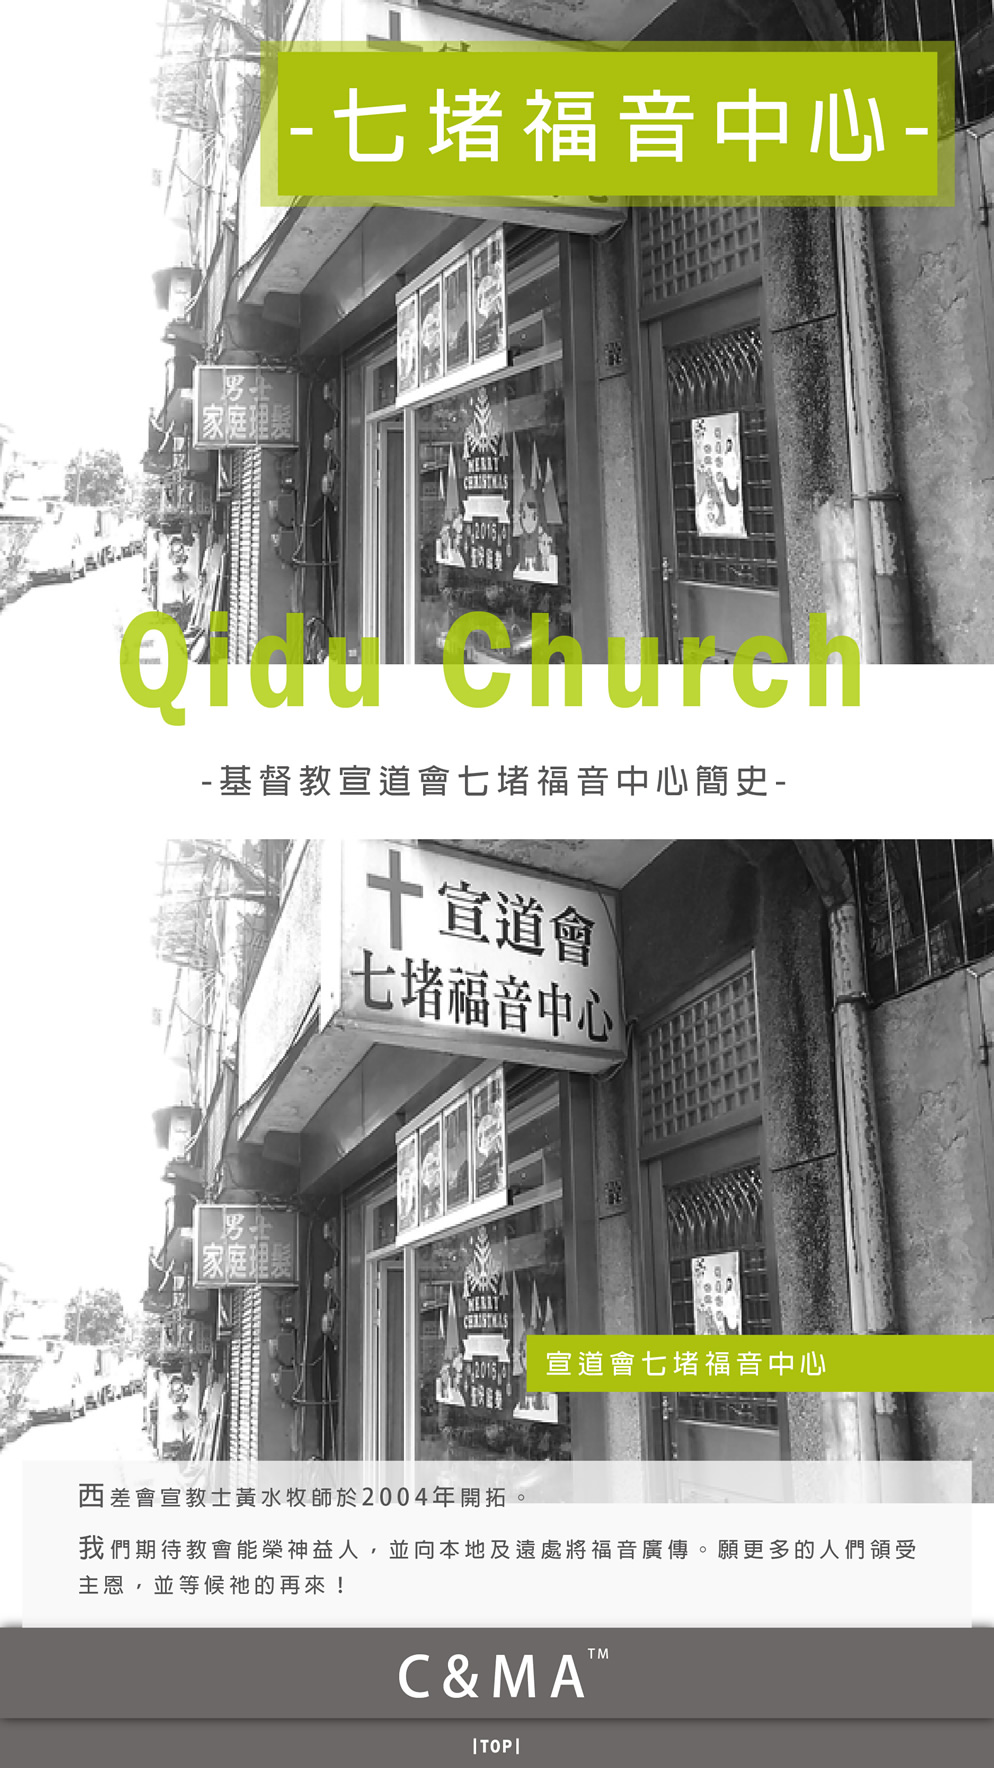 -七堵福音中心-
男士
家庭理髮
MERRY
CHRISTMAS
2015
Qidu Church
-基督教宣道會七堵福音中心簡史-
宣道會
七堵福音中心
男士
家庭理髮
MERRY
CHRISTMAS
2015
宣道會七堵福音中心
西差會宣教士黃水牧師於2004年開拓。
我們期待教會能榮神益人，並向本地及遠處將福音廣傳。願更多的人們領受
主恩，並等候祂的再來！
C&MA™
|TOP|